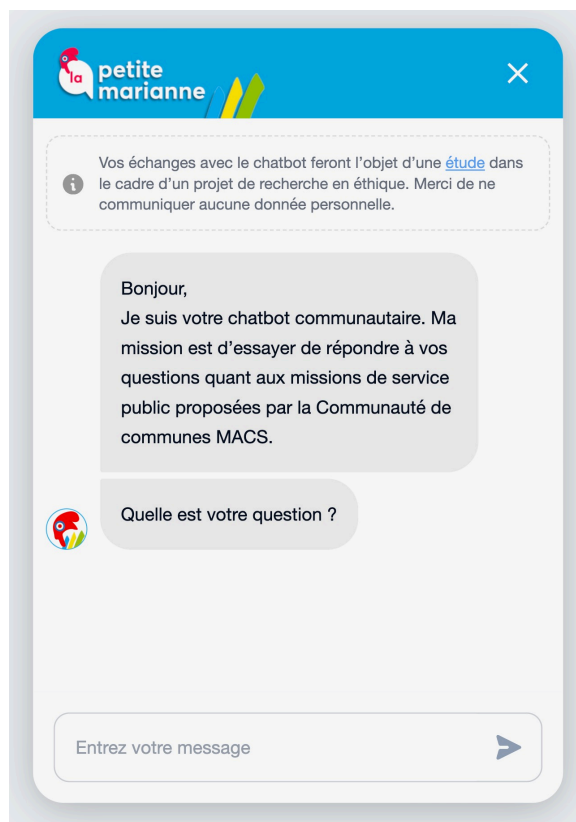 la petite
marianne
Vos échanges avec le chatbot feront l’objet d’une étude dans
le cadre d’un projet de recherche en éthique. Merci de ne
communiquer aucune donnée personnelle.
Bonjour,
Je suis votre chatbot communautaire. Ma
mission est d’essayer de répondre à vos
questions quant aux missions de service
public proposées par la Communauté de
communes MACS.
Quelle est votre question ?
Entrez votre message